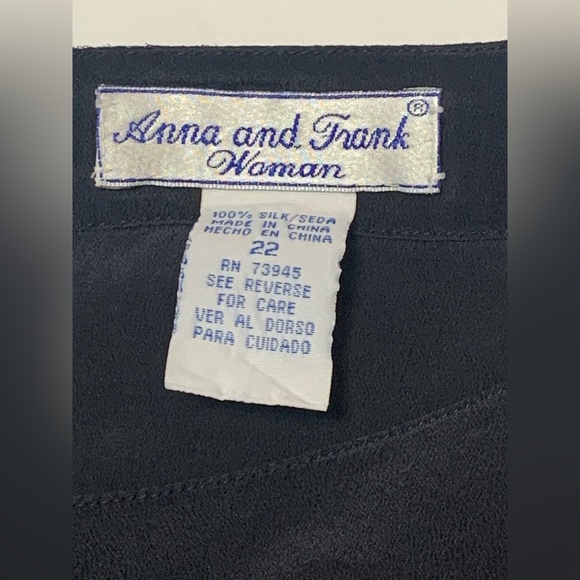 Anna and Frank®
Woman
100% SILK/SEDA
MADE IN CHINA
HECHO EN CHINA
22
RN 73945
SEE REVERSE
FOR CARE
VER AL DORSO
PARA CUIDADO